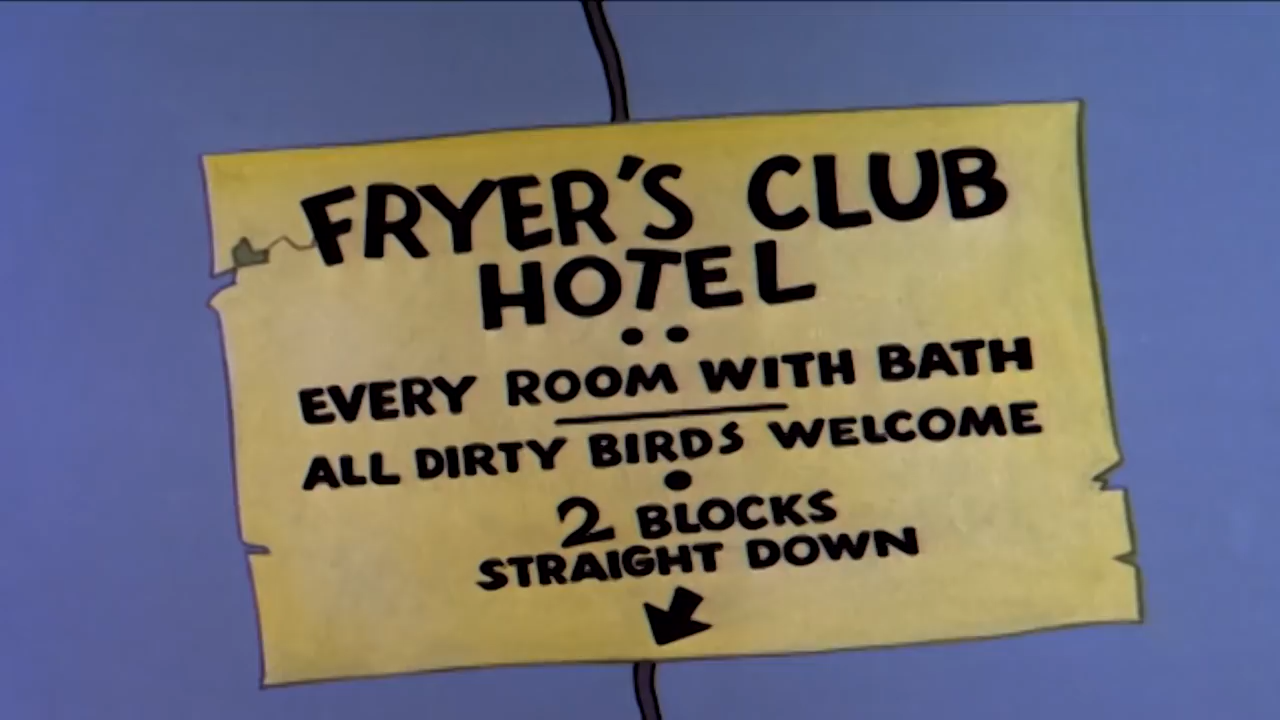 FRYER'S CLUB
HOTEL
EVERY ROOM WITH BATH
ALL DIRTY BIRDS WELCOME
2 BLOCKS
STRAIGHT DOWN